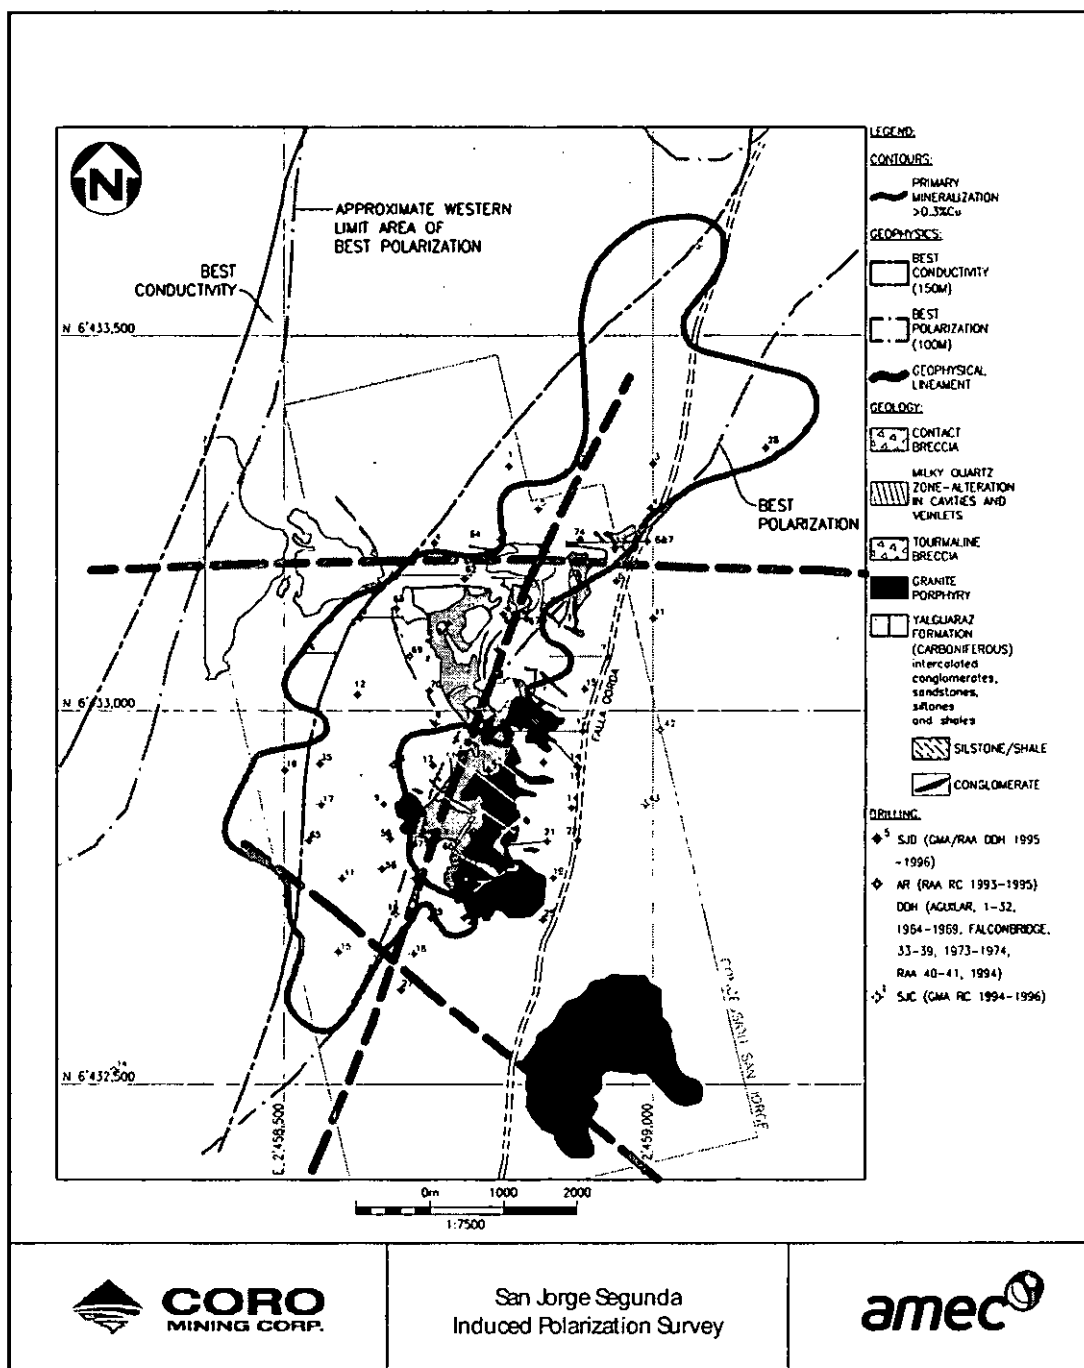 N
APPROXIMATE WESTERN
LIMIT AREA OF
BEST POLARIZATION
BEST
CONDUCTIVITY
N 6'433,500
BEST
POLARIZATION
N 6'433,000
FALLA GORDA
N 6'432,500
E 2'458,500
2'459,000
0m 1000 2000
1:7500
LEGEND:
CONTOURS:
PRIMARY
MINERALIZATION
>0.3%Cu
GEOPHYSICS:
BEST
CONDUCTIVITY
(150M)
BEST
POLARIZATION
(100M)
GEOPHYSICAL
LINEAMENT
GEOLOGY:
CONTACT
BRECCIA
MILKY QUARTZ
ZONE-ALTERATION
IN CAVITIES AND
VEINLETS
TOURMALINE
BRECCIA
GRANITE
PORPHYRY
YALGUARAZ
FORMATION
(CARBONIFEROUS)
intercalated
conglomerates,
sandstones,
siltones
and shales
SILSTONE/SHALE
CONGLOMERATE
DRILLING:
5 SJD (GMA/RAA DDH 1995
-1996)
AR (RAA RC 1993-1995)
DDH (AGUILAR, 1-32,
1964-1969, FALCONBRIDGE,
33-39, 1973-1974,
RAA 40-41, 1994)
SJC (GMA RC 1994-1996)
CORO
MINING CORP.
San Jorge Segunda
Induced Polarization Survey
amec